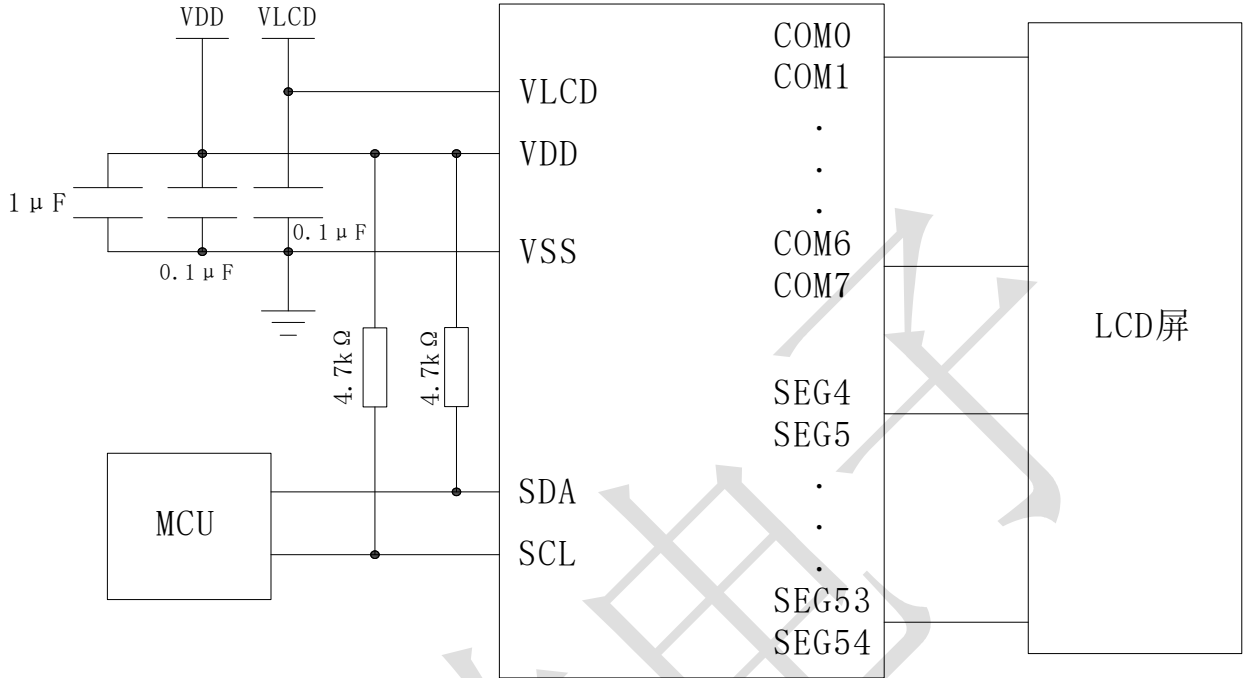 VDD
VLCD
VLCD
VDD
1μF
0.1μF
0.1μF
VSS
4.7kΩ
4.7kΩ
MCU
SDA
SCL
COM0
COM1
COM6
COM7
SEG4
SEG5
SEG53
SEG54
LCD屏